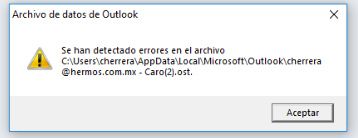 Archivo de datos de Outlook
Se han detectado errores en el archivo
C:\Users\cherrera\AppData\Local\Microsoft\Outlook\cherrera
@hermos.com.mx - Caro(2).ost.
Aceptar